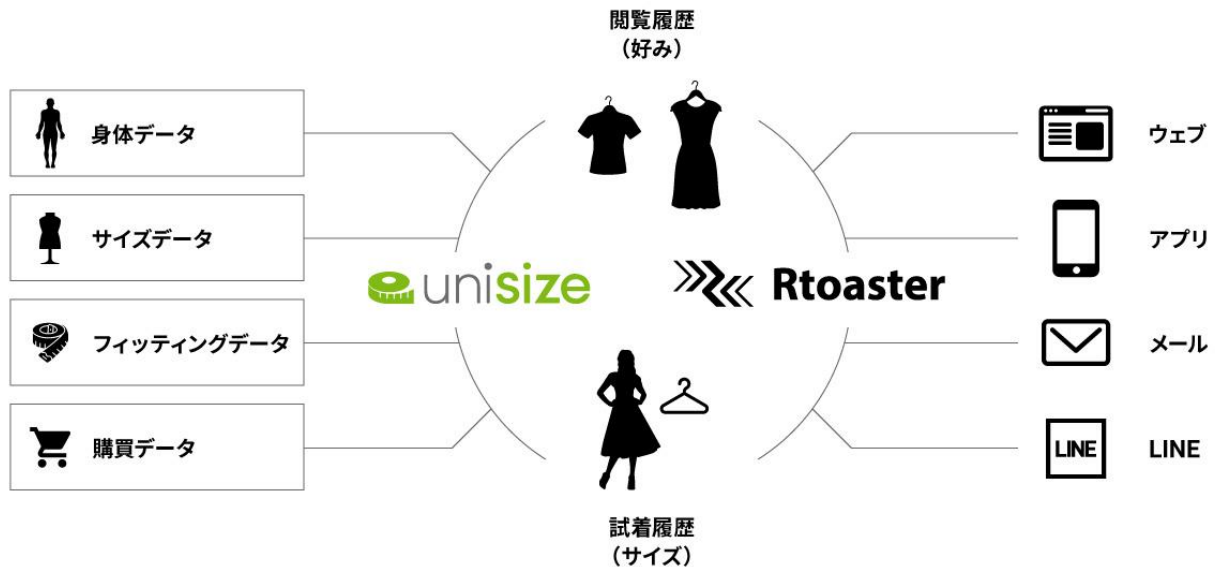 閲覧履歴
（好み）
身体データ
サイズデータ
フィッティングデータ
購買データ
unisize
Rtoaster
ウェブ
アプリ
メール
LINE
LINE
試着履歴
（サイズ）